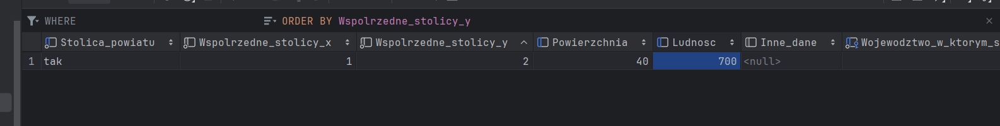 WHERE ORDER BY Wspolrzedne_stolicy_y
Stolica_powiatu Wspolrzedne_stolicy_x Wspolrzedne_stolicy_y Powierzchnia Ludnosc Inne_dane Wojewodztwo_w_ktorym_s
1 tak 1 2 40 700 <null>